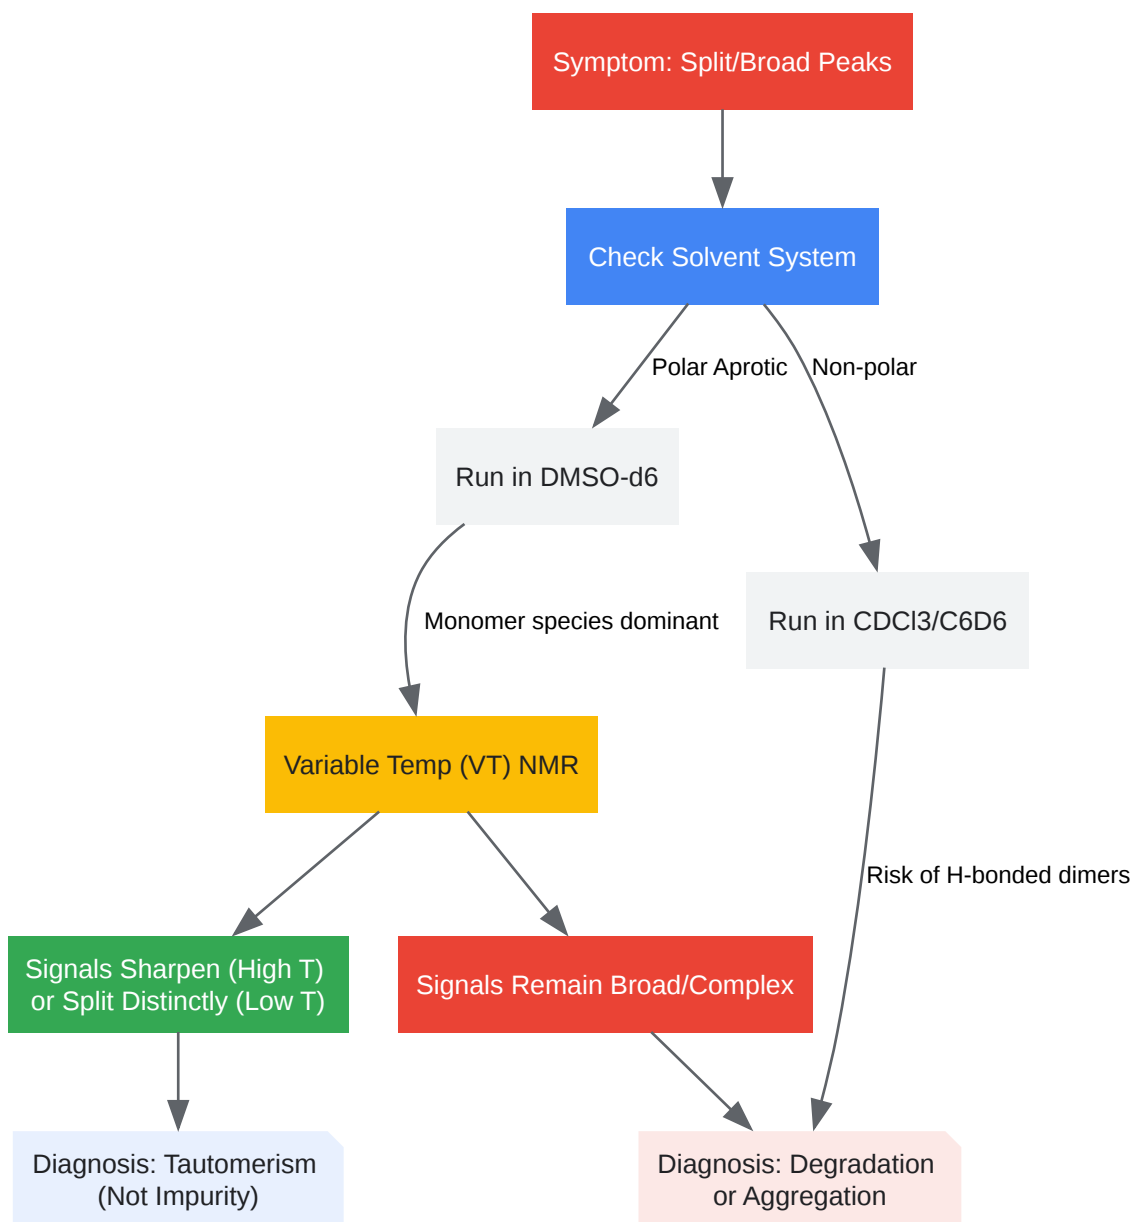 Symptom: Split/Broad Peaks
Check Solvent System
Polar Aprotic
Non-polar
Run in DMSO-d6
Monomer species dominant
Run in CDCl3/C6D6
Variable Temp (VT) NMR
Risk of H-bonded dimers
Signals Sharpen (High T)
or Split Distinctly (Low T)
Signals Remain Broad/Complex
Diagnosis: Tautomerism
(Not Impurity)
Diagnosis: Degradation
or Aggregation